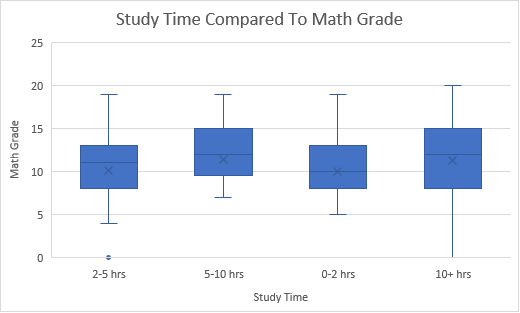 Study Time Compared To Math Grade
25
20
15
10
5
0
Math Grade
2-5 hrs
5-10 hrs
0-2 hrs
10+ hrs
Study Time